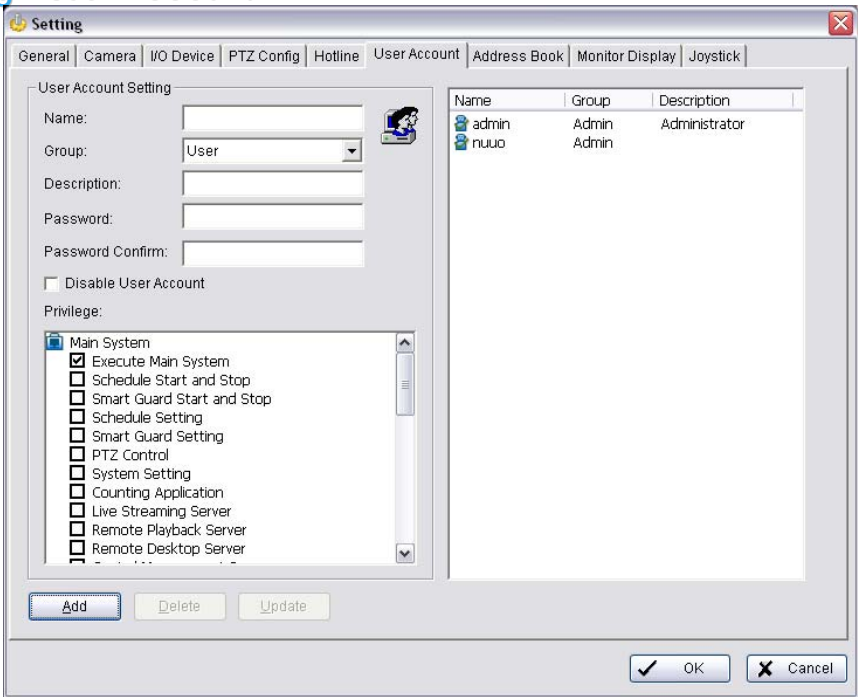 Setting
General Camera I/O Device PTZ Config Hotline User Account Address Book Monitor Display Joystick
User Account Setting
Name:
Group: User
Description:
Password:
Password Confirm:
Disable User Account
Privilege:
Main System
Execute Main System
Schedule Start and Stop
Smart Guard Start and Stop
Schedule Setting
Smart Guard Setting
PTZ Control
System Setting
Counting Application
Live Streaming Server
Remote Playback Server
Remote Desktop Server
Name Group Description
admin Admin Administrator
nuuo Admin
Add Delete Update
OK Cancel